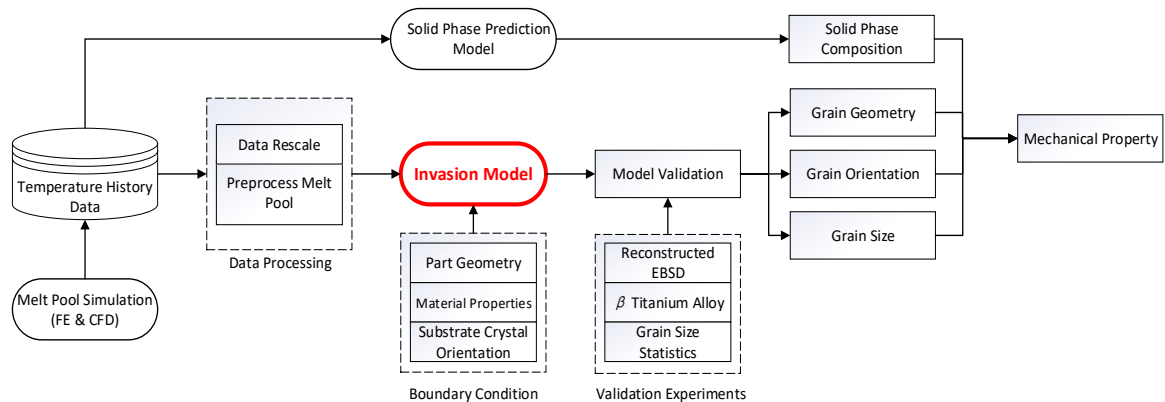 Solid Phase Prediction
Model
Solid Phase
Composition
Temperature History
Data
Melt Pool Simulation
(FE & CFD)
Data Rescale
Preprocess Melt
Pool
Data Processing
Invasion Model
Part Geometry
Material Properties
Substrate Crystal
Orientation
Boundary Condition
Model Validation
Reconstructed
EBSD
β Titanium Alloy
Grain Size
Statistics
Validation Experiments
Grain Geometry
Grain Orientation
Grain Size
Mechanical Property